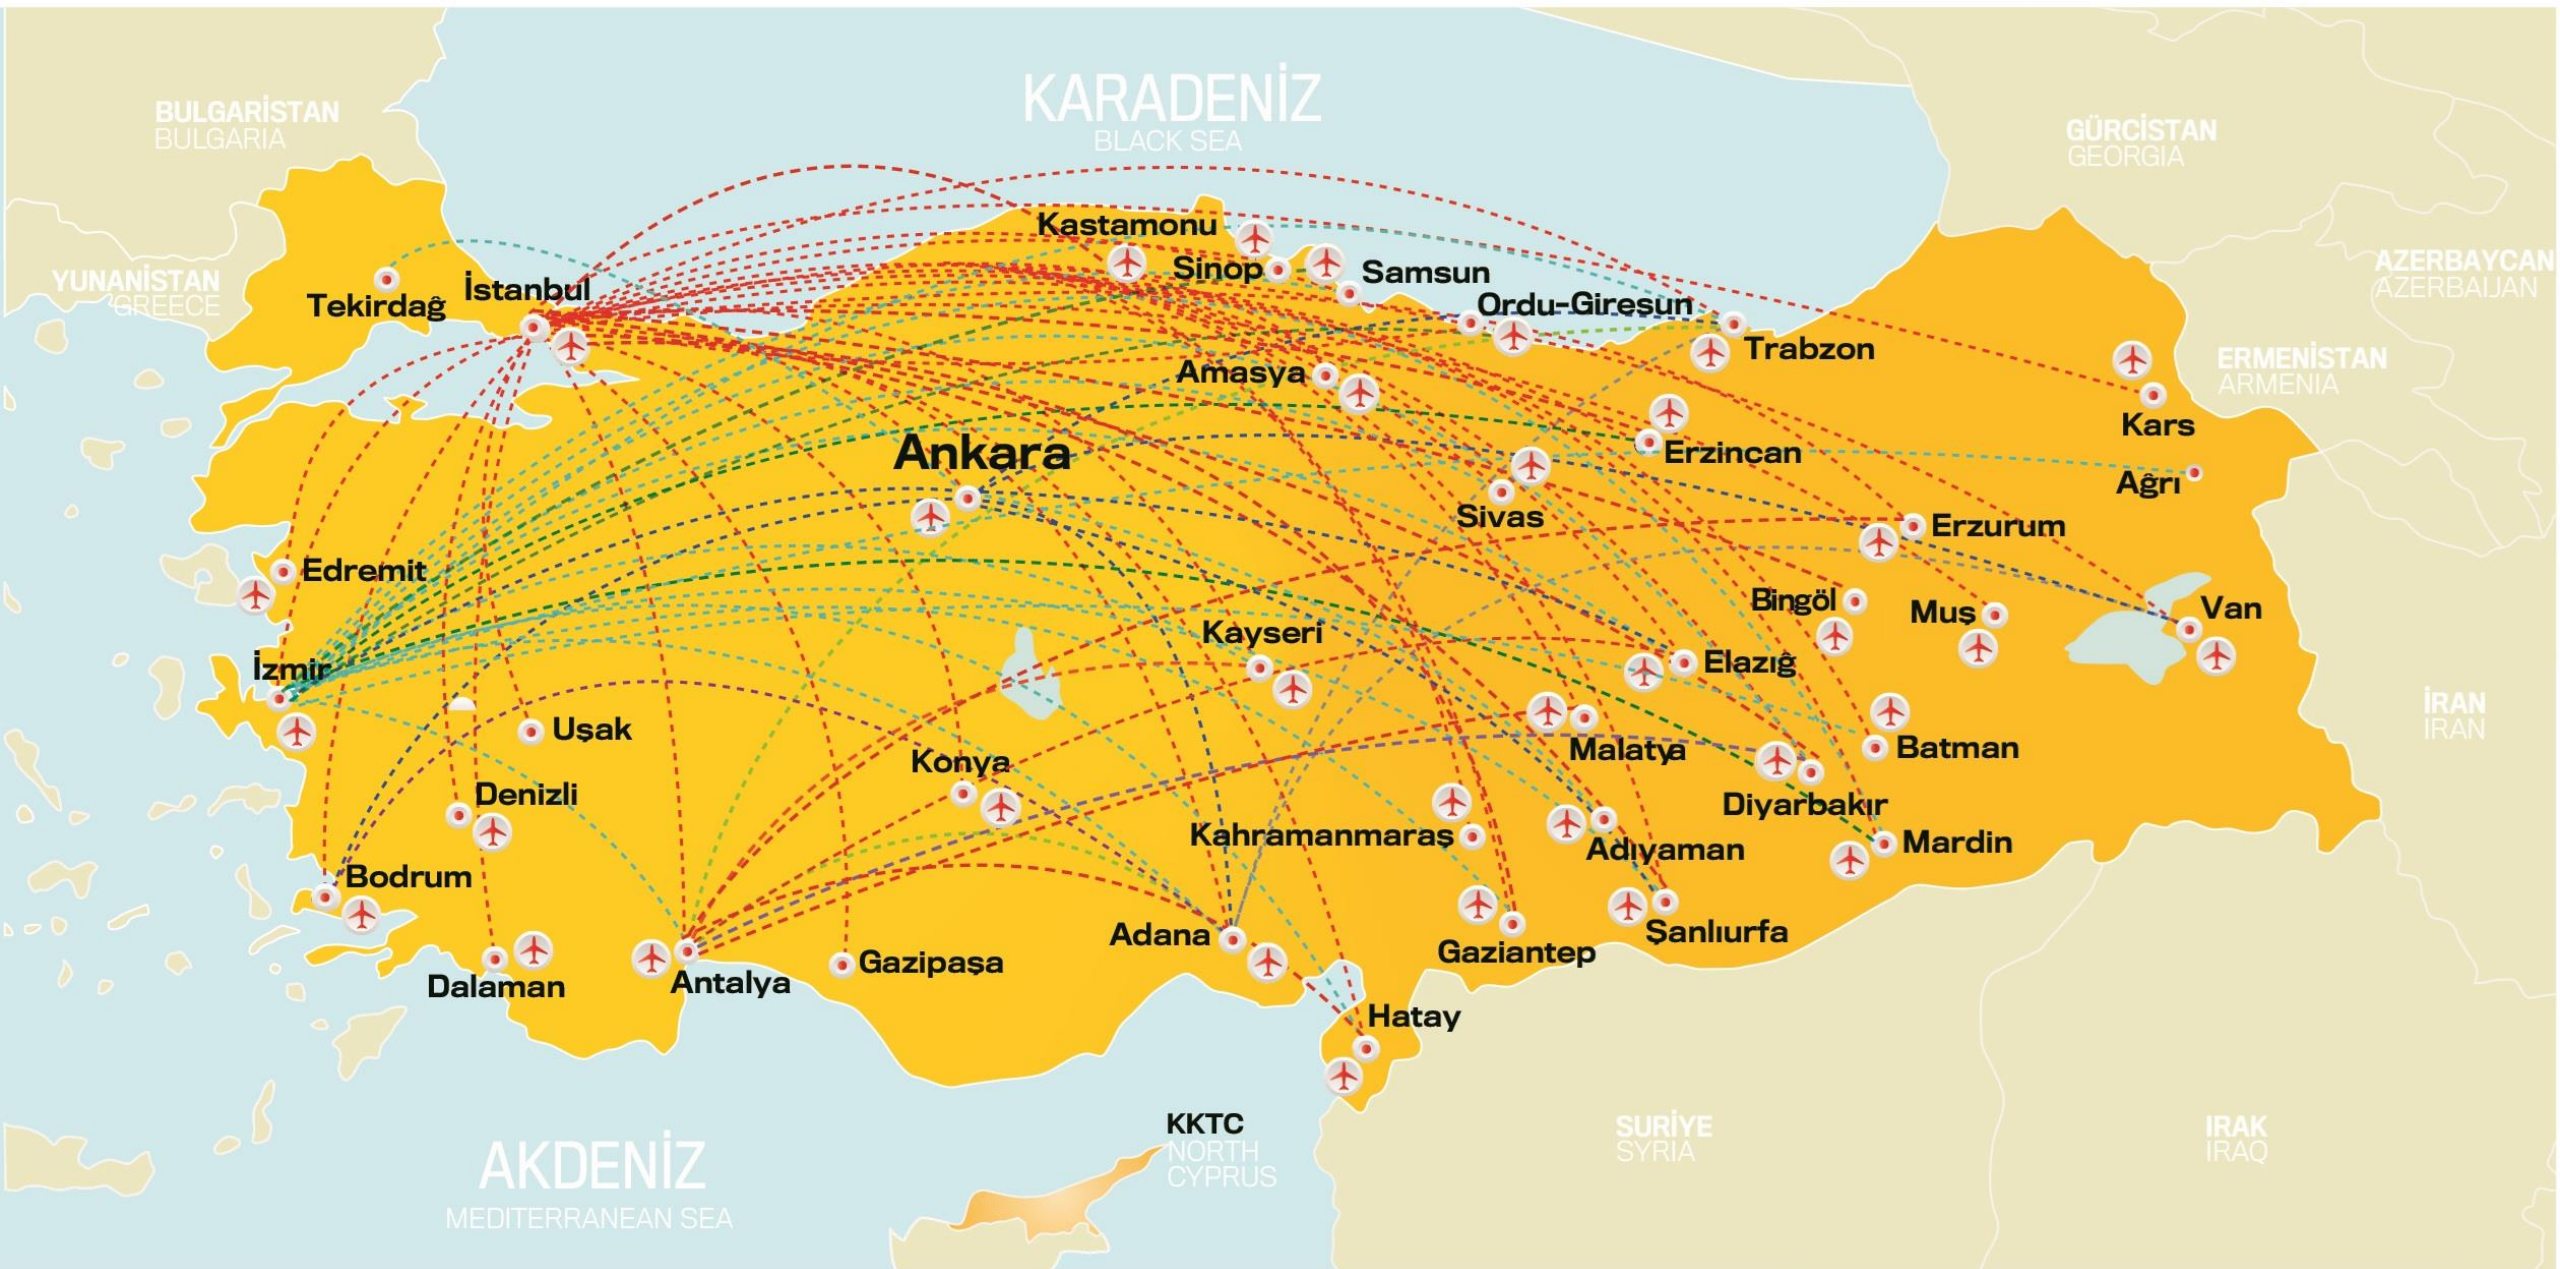 KARADENİZ
BLACK SEA
BULGARİSTAN
BULGARIA
GÜRCİSTAN
GEORGIA
YUNANİSTAN
GREECE
AZERBAYCAN
AZERBAIJAN
ERMENİSTAN
ARMENIA
Kastamonu
Sinop
Samsun
İstanbul
Tekirdağ
Ordu-Giresun
Trabzon
Amasya
Kars
Ankara
Erzincan
Ağrı
Sivas
Erzurum
Edremit
Bingöl
Muş
Van
Kayseri
İzmir
Elazığ
İRAN
IRAN
Uşak
Malatya
Batman
Konya
Denizli
Diyarbakır
Kahramanmaraş
Adıyaman
Mardin
Bodrum
Adana
Şanlıurfa
Gaziantep
Gazipaşa
Antalya
Dalaman
Hatay
KKTC
NORTH
CYPRUS
SURİYE
SYRIA
IRAK
IRAQ
AKDENİZ
MEDITERRANEAN SEA